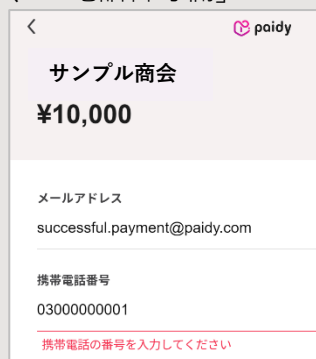 paidy
サンプル商会
¥10,000
メールアドレス
successful.payment@paidy.com
携帯電話番号
03000000001
携帯電話の番号を入力してください